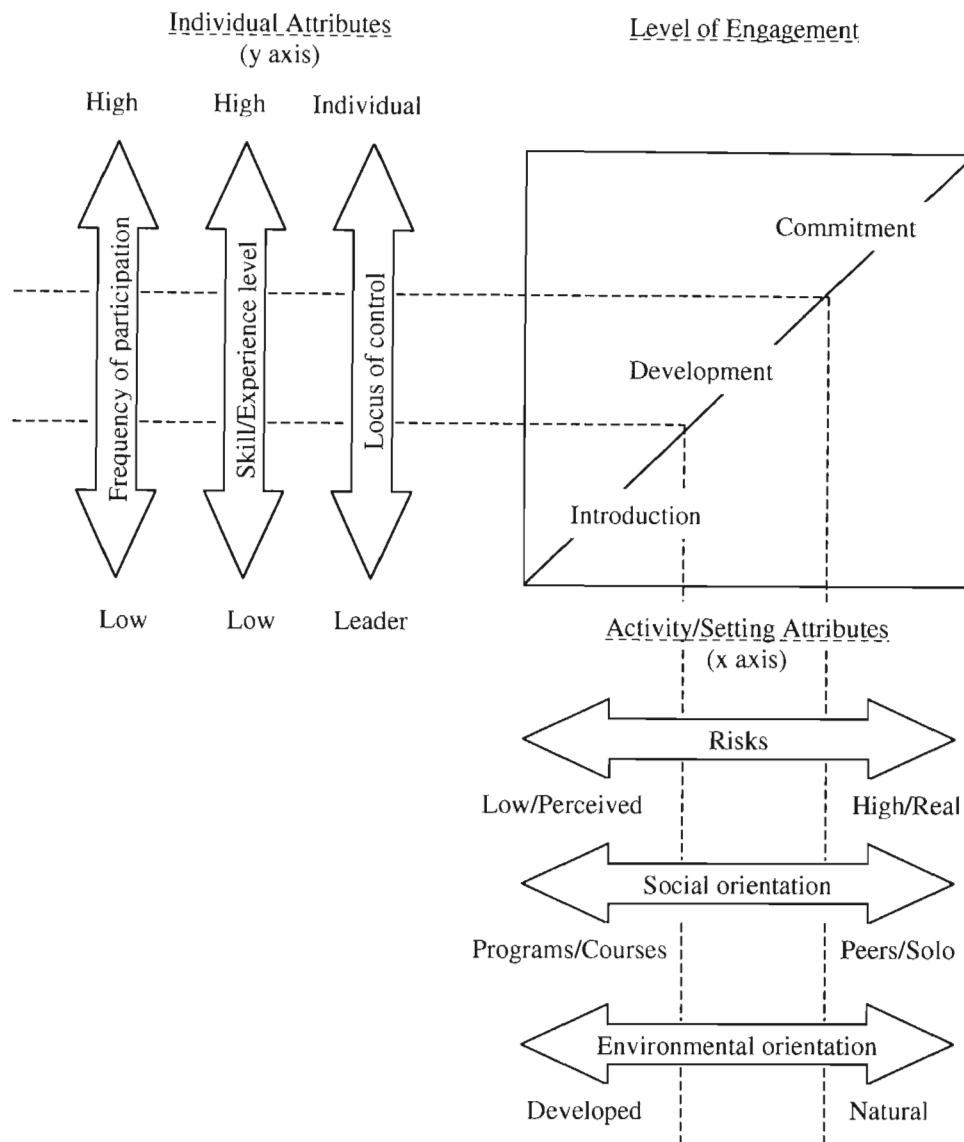 Individual Attributes
(y axis)
Level of Engagement
High
High
Individual
Frequency of participation
Skill/Experience level
Locus of control
Low
Low
Leader
Commitment
Development
Introduction
Activity/Setting Attributes
(x axis)
Risks
Low/Perceived
High/Real
Social orientation
Programs/Courses
Peers/Solo
Environmental orientation
Developed
Natural